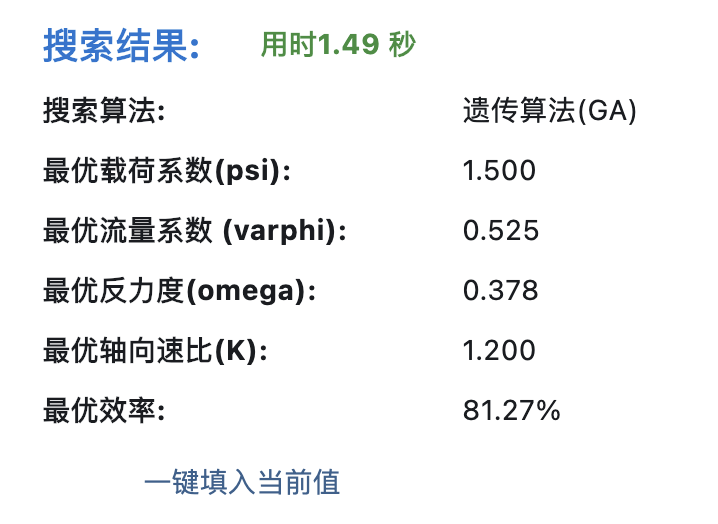 搜索结果: 用时1.49 秒
搜索算法: 遗传算法(GA)
最优载荷系数(psi): 1.500
最优流量系数 (varphi): 0.525
最优反力度(omega): 0.378
最优轴向速比(K): 1.200
最优效率: 81.27%
一键填入当前值